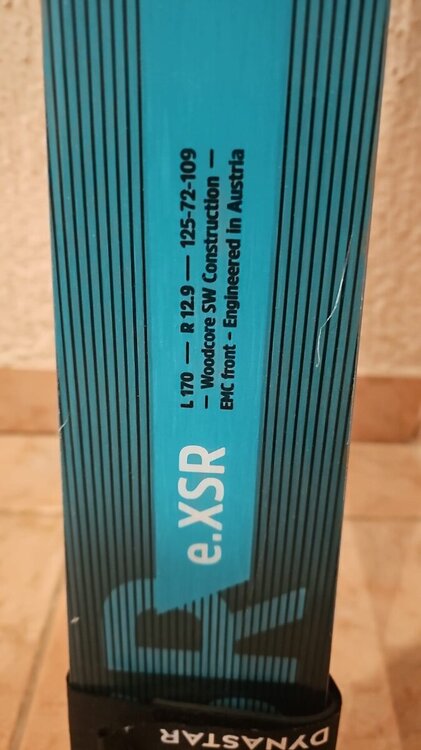 L 170 — R 12.9 — 125-72-109
— Woodcore SW Construction —
EMC front - Engineered in Austria
e.XSR
R
DYNASTAR